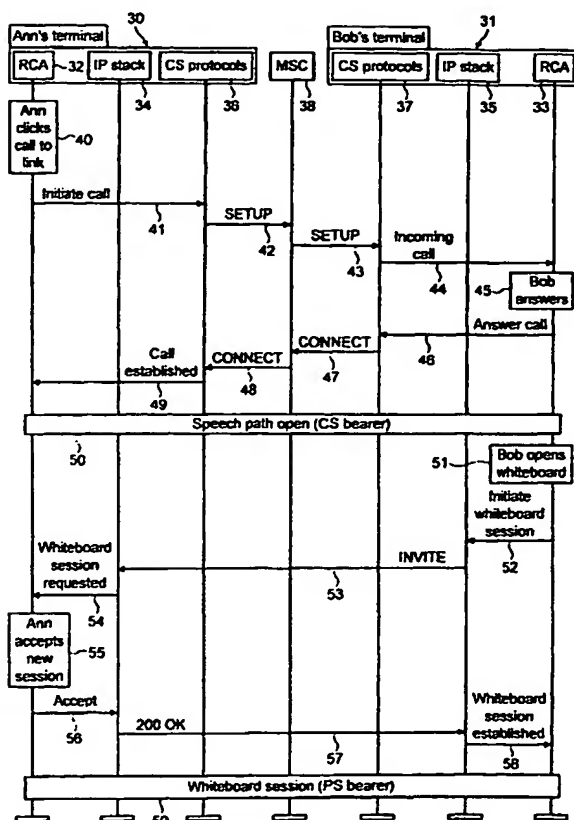 Ann's terminal
30
Bob's terminal
31
RCA
32
IP stack
CS protocols
MSC
CS protocols
IP stack
RCA
34
36
38
37
35
33
Ann
clicks
call to
link
40
Initiate call
41
SETUP
42
SETUP
43
Incoming
call
44
45
Bob
answers
Answer call
46
CONNECT
47
CONNECT
48
Call
established
49
Speech path open (CS bearer)
50
51
Bob opens
whiteboard
Initiate
whiteboard
session
52
INVITE
53
Whiteboard
session
requested
54
Ann
accepts
new
session
55
Accept
56
200 OK
57
Whiteboard
session
established
58
Whiteboard session (PS bearer)
59